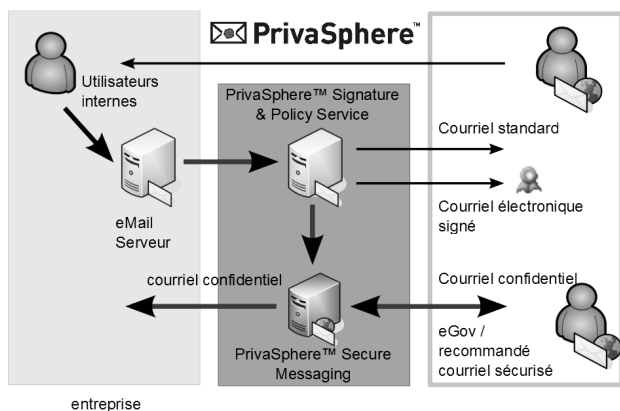 PrivaSphere™
Utilisateurs
internes
PrivaSphere™ Signature
& Policy Service
Courriel standard
eMail
Serveur
Courriel électronique
signé
courriel confidentiel
Courriel confidentiel
PrivaSphere™ Secure
Messaging
eGov /
recommandé
courriel sécurisé
entreprise